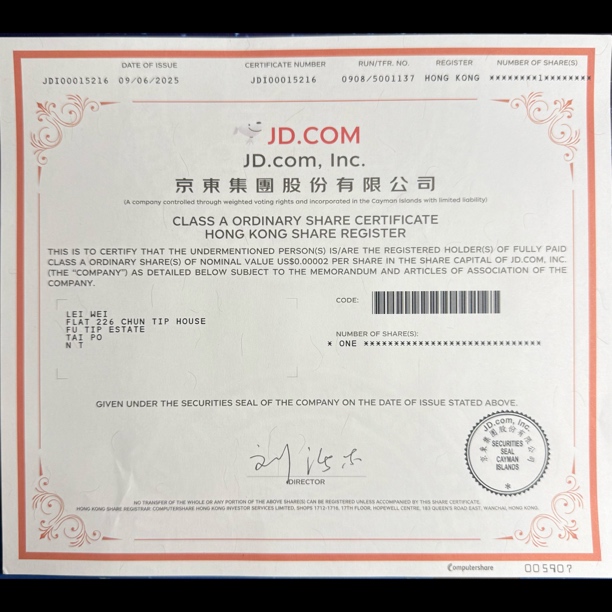 DATE OF ISSUE CERTIFICATE NUMBER RUN/TFR. NO. REGISTER NUMBER OF SHARE(S)
JDI00015216 09/06/2025 JDI00015216 0908/5001137 HONG KONG ********1********
JD.COM
JD.com, Inc.
京東集團股份有限公司
(A company controlled through weighted voting rights and incorporated in the Cayman Islands with limited liability)
CLASS A ORDINARY SHARE CERTIFICATE
HONG KONG SHARE REGISTER
THIS IS TO CERTIFY THAT THE UNDERMENTIONED PERSON(S) IS/ARE THE REGISTERED HOLDER(S) OF FULLY PAID
CLASS A ORDINARY SHARE(S) OF NOMINAL VALUE US$0.00002 PER SHARE IN THE SHARE CAPITAL OF JD.COM, INC.
(THE "COMPANY") AS DETAILED BELOW SUBJECT TO THE MEMORANDUM AND ARTICLES OF ASSOCIATION OF THE
COMPANY.
CODE:
LEI WEI
FLAT 226 CHUN TIP HOUSE
FU TIP ESTATE
TAI PO
N T
NUMBER OF SHARE(S):
* ONE ******************************
GIVEN UNDER THE SECURITIES SEAL OF THE COMPANY ON THE DATE OF ISSUE STATED ABOVE.
JD.com, Inc.
京東集團股份有限公司
SECURITIES
SEAL
CAYMAN
ISLANDS
*
DIRECTOR
NO TRANSFER OF THE WHOLE OR ANY PORTION OF THE ABOVE SHARE(S) CAN BE REGISTERED UNLESS ACCOMPANIED BY THIS SHARE CERTIFICATE.
HONG KONG SHARE REGISTRAR: COMPUTERSHARE HONG KONG INVESTOR SERVICES LIMITED, SHOPS 1712-1716, 17TH FLOOR, HOPEWELL CENTRE, 183 QUEEN'S ROAD EAST, WANCHAI, HONG KONG.
Computershare 005907